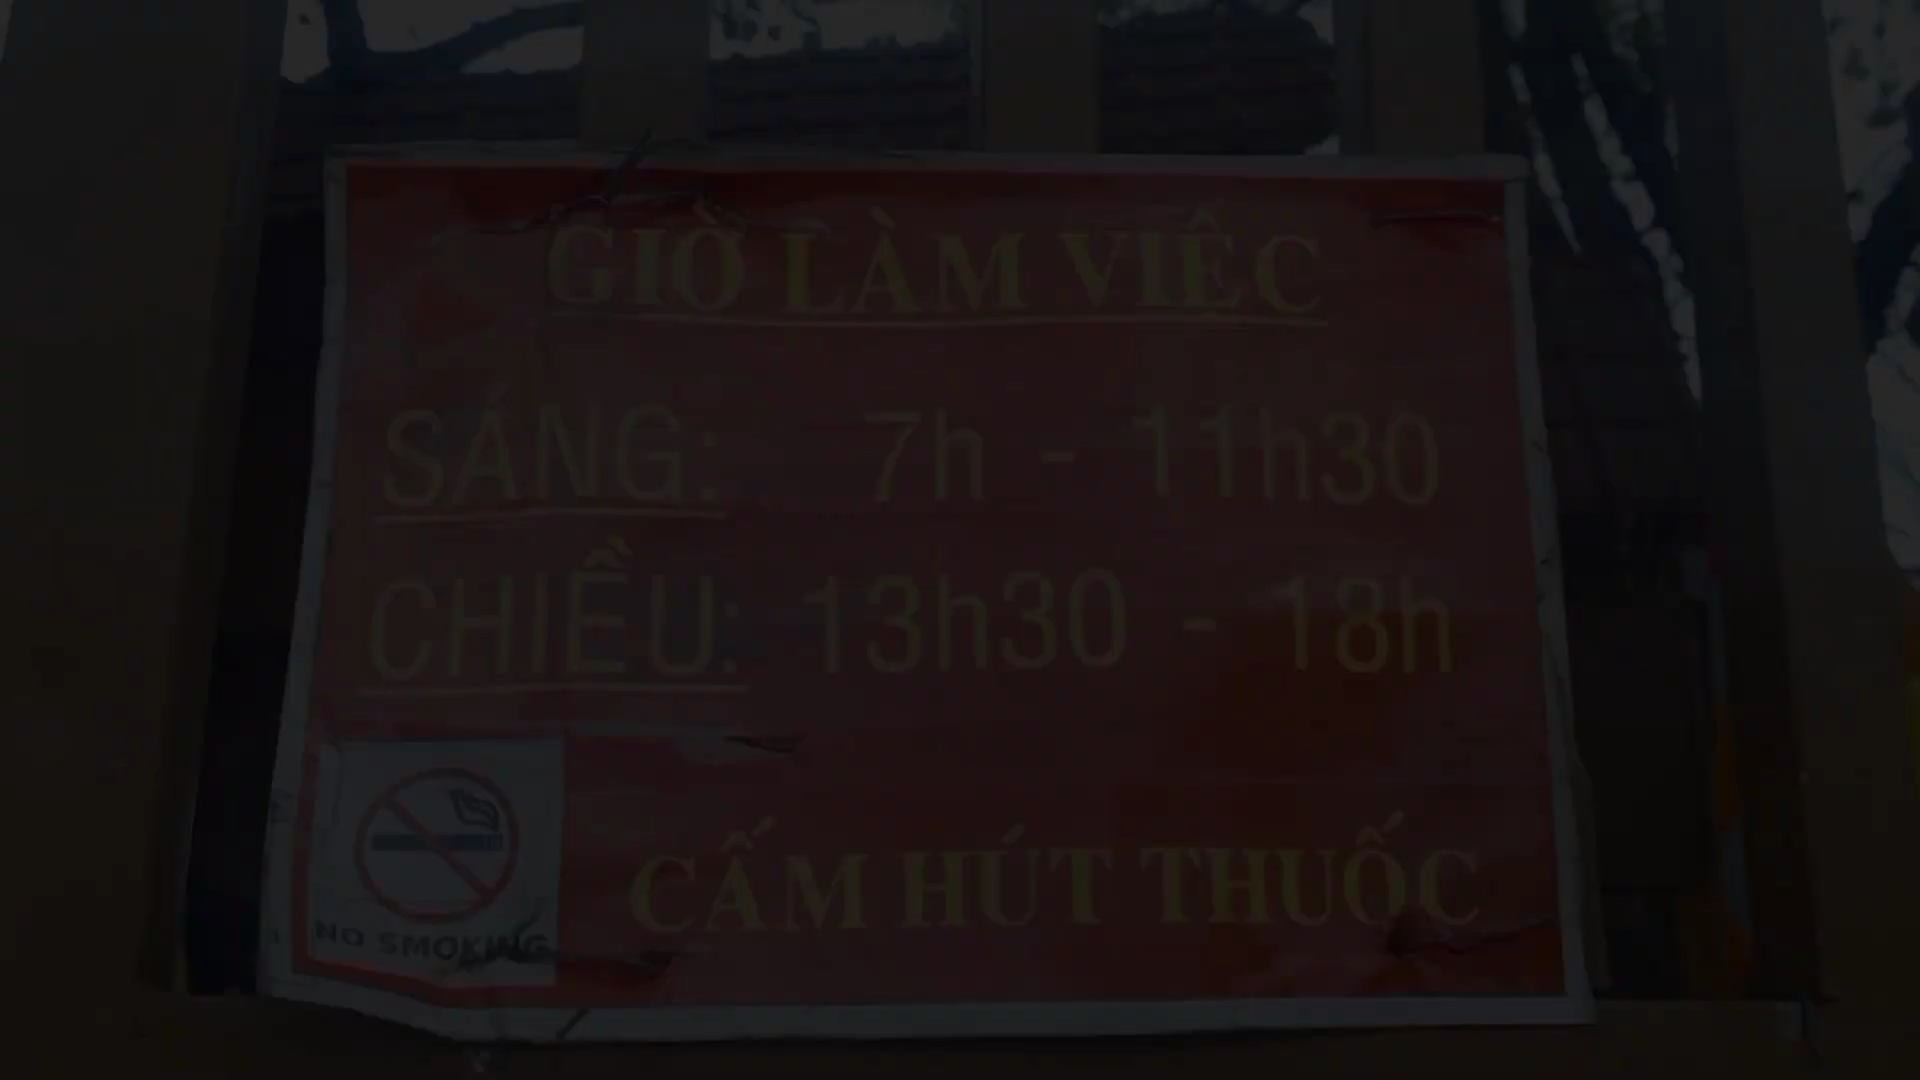 GIỜ LÀM VIỆC
SÁNG: 7h - 11h30
CHIỀU: 13h30 - 18h
NO SMOKING
CẤM HÚT THUỐC